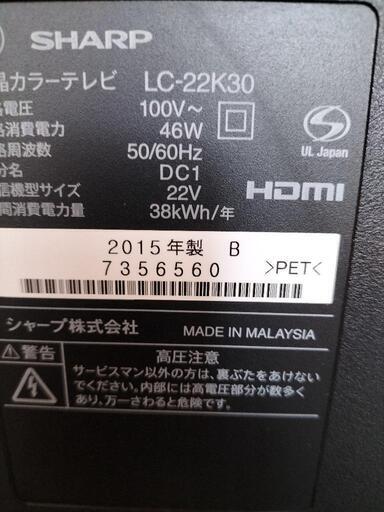 SHARP
晶カラーテレビ LC-22K30
格電圧 100V~
格消費電力 46W
格周波数 50/60Hz
分名 DC1
信機型サイズ 22V
間消費電力量 38kWh/年
UL Japan
HDMI
2015年製 B
7356560
>PET<
シャープ株式会社 MADE IN MALAYSIA
警告 高圧注意
サービスマン以外の方は、裏ぶたをあけない
でください。内部には高電圧部分が数多く
あり、万一さわると危険です。